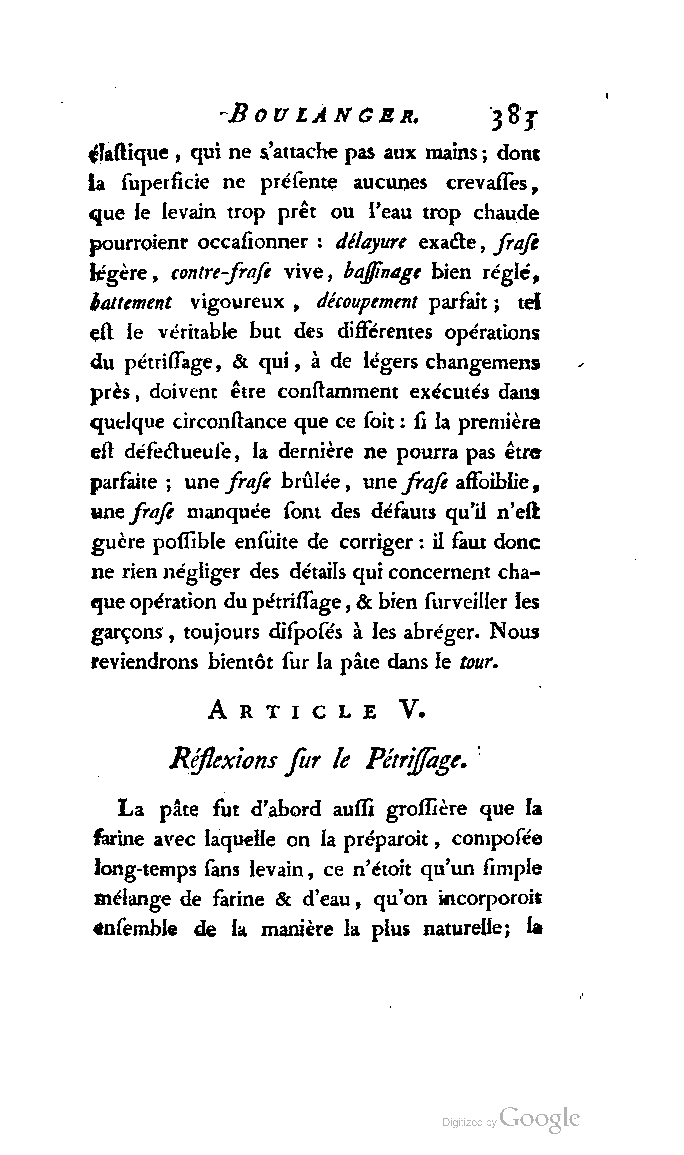 BOULANGER. 385
élaſtique, qui ne s'attache pas aux mains; dont
la ſuperficie ne préſente aucunes crevaſſes,
que le levain trop prêt ou l'eau trop chaude
pourroient occaſionner : délayure exacte, fraſe
légère, contre-fraſe vive, baſſinage bien réglé,
battement vigoureux, découpement parfait; tel
eſt le véritable but des différentes opérations
du pétriſſage, & qui, à de légers changemens
près, doivent être conſtamment exécutés dans
quelque circonſtance que ce ſoit : ſi la première
eſt défectueuſe, la dernière ne pourra pas être
parfaite; une fraſe brûlée, une fraſe affoiblie,
une fraſe manquée ſont des défauts qu'il n'eſt
guère poſſible enſuite de corriger : il faut donc
ne rien négliger des détails qui concernent cha-
que opération du pétriſſage, & bien ſurveiller les
garçons, toujours diſpoſés à les abréger. Nous
reviendrons bientôt ſur la pâte dans le tour.
ARTICLE V.
Réflexions ſur le Pétriſſage.
La pâte fut d'abord auſſi groſſière que la
farine avec laquelle on la préparoit, compoſée
long-temps ſans levain, ce n'étoit qu'un ſimple
mélange de farine & d'eau, qu'on incorporoit
enſemble de la manière la plus naturelle; la
Digitized by Google